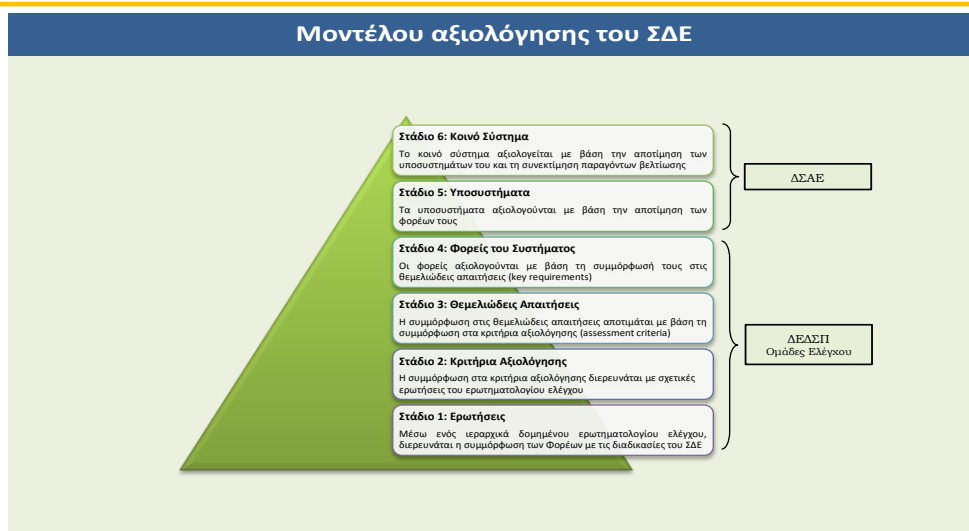 Μοντέλου αξιολόγησης του ΣΔΕ
Στάδιο 6: Κοινό Σύστημα
Το κοινό σύστημα αξιολογείται με βάση την αποτίμηση των
υποσυστημάτων του και τη συνεκτίμηση παραγόντων βελτίωσης
Στάδιο 5: Υποσυστήματα
Τα υποσυστήματα αξιολογούνται με βάση την αποτίμηση των
φορέων τους
ΔΣΑΕ
Στάδιο 4: Φορείς του Συστήματος
Οι φορείς αξιολογούνται με βάση τη συμμόρφωσή τους στις
θεμελιώδεις απαιτήσεις (key requirements)
Στάδιο 3: Θεμελιώδεις Απαιτήσεις
Η συμμόρφωση στις θεμελιώδεις απαιτήσεις αποτιμάται με βάση τη
συμμόρφωση στα κριτήρια αξιολόγησης (assessment criteria)
Στάδιο 2: Κριτήρια Αξιολόγησης
Η συμμόρφωση στα κριτήρια αξιολόγησης διερευνάται με σχετικές
ερωτήσεις του ερωτηματολογίου ελέγχου
Στάδιο 1: Ερωτήσεις
Μέσω ενός ιεραρχικά δομημένου ερωτηματολογίου ελέγχου,
διερευνάται η συμμόρφωση των Φορέων με τις διαδικασίες του ΣΔΕ
ΔΕΔΣΠ
Ομάδες Ελέγχου